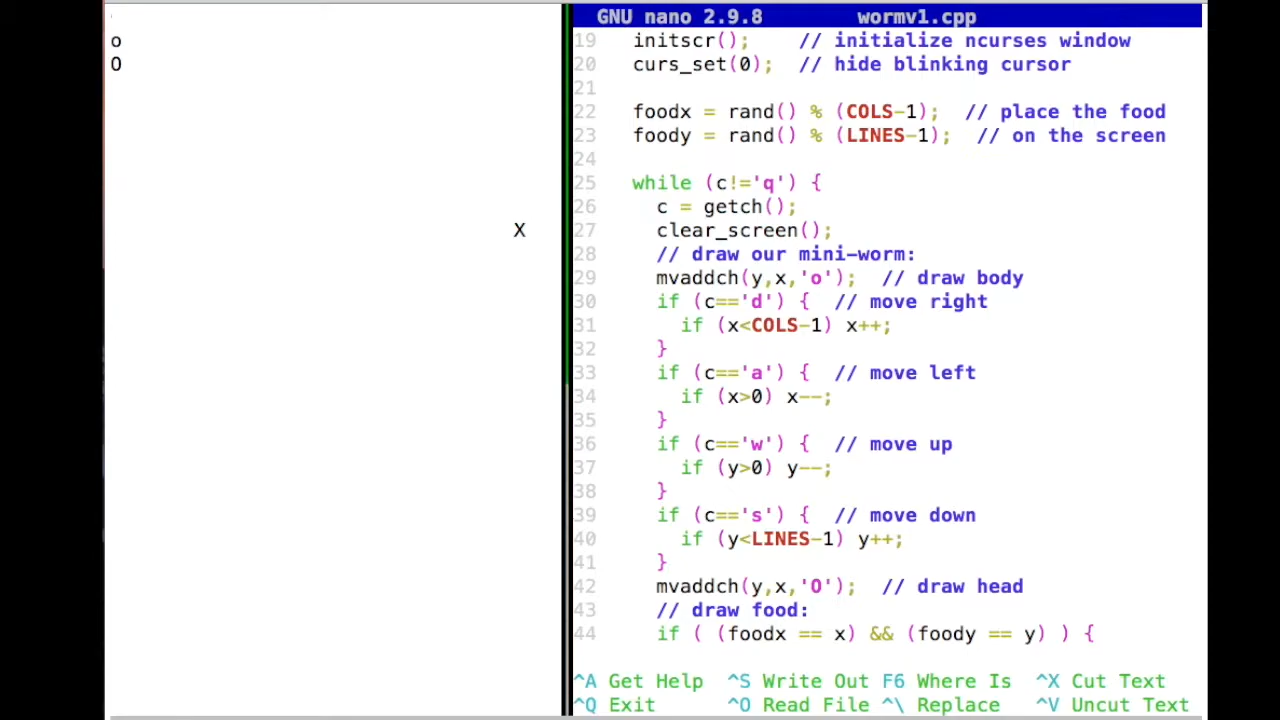 o
O
X
GNU nano 2.9.8 wormv1.cpp
19 initscr(); // initialize ncurses window
20 curs_set(0); // hide blinking cursor
21
22 foodx = rand() % (COLS-1); // place the food
23 foody = rand() % (LINES-1); // on the screen
24
25 while (c!='q') {
26 c = getch();
27 clear_screen();
28 // draw our mini-worm:
29 mvaddch(y,x,'o'); // draw body
30 if (c=='d') { // move right
31 if (x<COLS-1) x++;
32 }
33 if (c=='a') { // move left
34 if (x>0) x--;
35 }
36 if (c=='w') { // move up
37 if (y>0) y--;
38 }
39 if (c=='s') { // move down
40 if (y<LINES-1) y++;
41 }
42 mvaddch(y,x,'O'); // draw head
43 // draw food:
44 if ( (foodx == x) && (foody == y) ) {
^A Get Help ^S Write Out F6 Where Is ^X Cut Text
^Q Exit ^O Read File ^\ Replace ^V Uncut Text